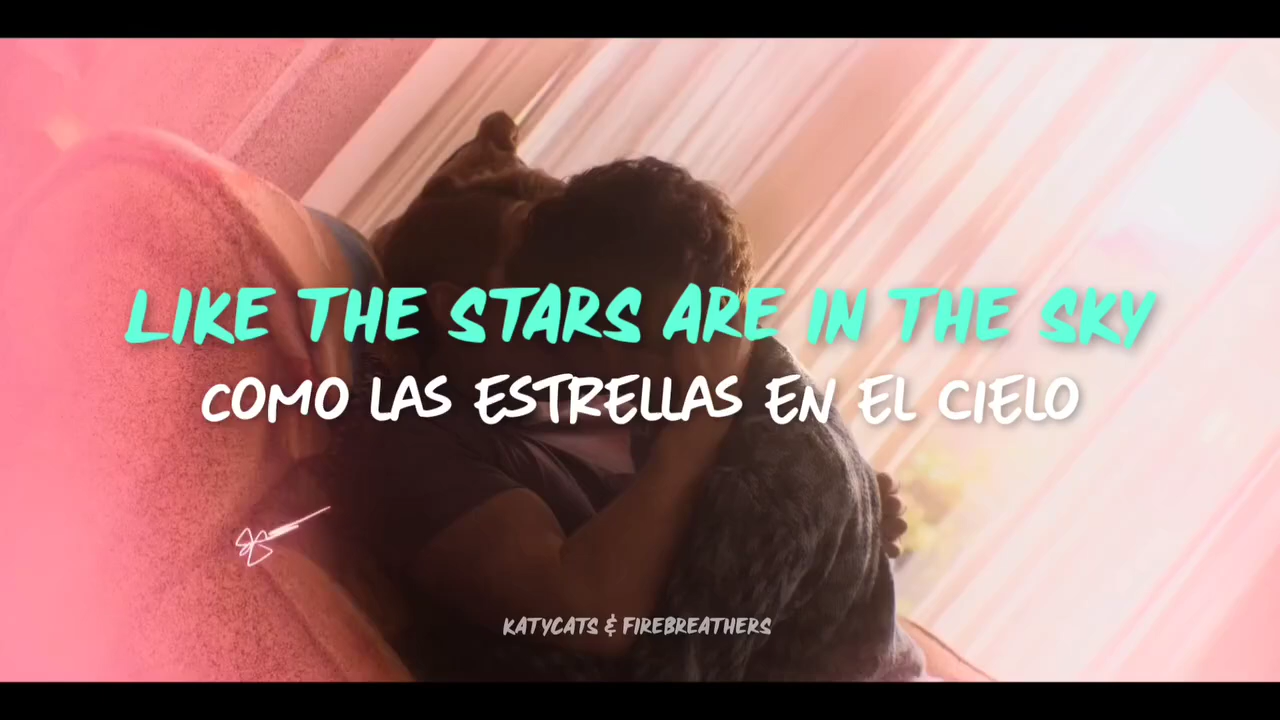 LIKE THE STARS ARE IN THE SKY
COMO LAS ESTRELLAS EN EL CIELO
KATYCATS & FIREBREATHERS